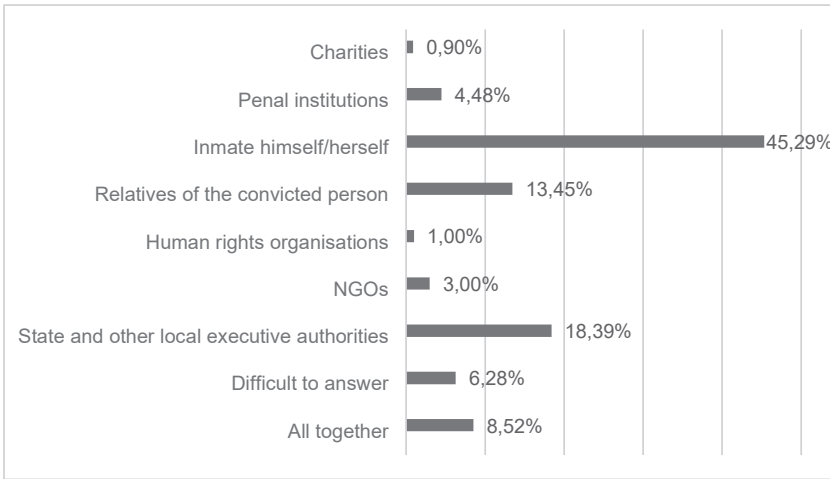 Charities 0,90%
Penal institutions 4,48%
Inmate himself/herself 45,29%
Relatives of the convicted person 13,45%
Human rights organisations 1,00%
NGOs 3,00%
State and other local executive authorities 18,39%
Difficult to answer 6,28%
All together 8,52%